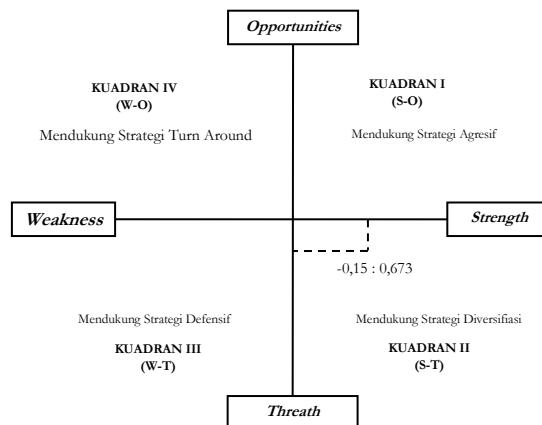 Opportunities
KUADRAN IV
(W-O)
Mendukung Strategi Turn Around
KUADRAN I
(S-O)
Mendukung Strategi Agresif
Weakness
Strength
-0,15 : 0,673
Mendukung Strategi Defensif
KUADRAN III
(W-T)
Mendukung Strategi Diversifiasi
KUADRAN II
(S-T)
Threath